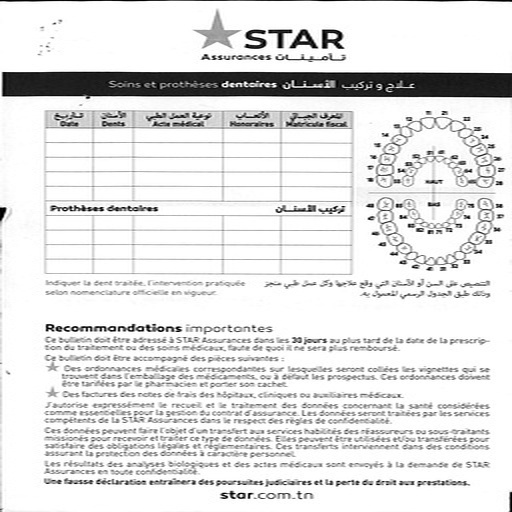 STAR
Assurances تأمينات
Soins et prothèses dentaires علاج و تركيب الأسنان
تاريخ الأسنان نوعية العمل الطبي الأتعاب المعرف الجبائي
Date Dents Acte médical Honoraires Matricule fiscal
Prothèses dentaires تركيب الأسنان
HAUT
BAS
Indiquer la dent traitée, l'intervention pratiquée
selon nomenclature officielle en vigueur.
التنصيص على السن أو الأسنان التي وقع علاجها وكل عمل طبي منجز
وذلك طبق الجدول الرسمي المعمول به.
Recommandations importantes
Ce bulletin doit être adressé à STAR Assurances dans les 30 jours au plus tard de la date de la prescrip-
tion du traitement ou des soins médicaux, faute de quoi il ne sera plus remboursé.
Ce bulletin doit être accompagné des pièces suivantes :
Des ordonnances médicales correspondantes sur lesquelles seront collées les vignettes qui se
trouvent dans l'emballage des médicaments, ou à défaut les prospectus. Ces ordonnances doivent
être tarifées par le pharmacien et porter son cachet.
Des factures des notes de frais des hôpitaux, cliniques ou auxiliaires médicaux.
J'autorise expressément le recueil et le traitement des données concernant la santé considérées
comme essentielles pour la gestion du contrat d'assurance. Les données seront traitées par les services
compétents de la STAR Assurances dans le respect des règles de confidentialité.
Ces données peuvent faire l'objet d'un transfert aux services habilités des réassureurs ou sous-traitants
missionés pour recevoir et traiter ce type de données. Elles peuvent être utilisées et/ou transférées pour
satisfaire des obligations légales et réglementaires. Ces transferts interviennent dans des conditions
assurant la protection des données à caractère personnel.
Les résultats des analyses biologiques et des actes médicaux sont envoyés à la demande de STAR
Assurances en toute confidentialité.
Une fausse déclaration entraînera des poursuites judiciaires et la perte du droit aux prestations.
star.com.tn